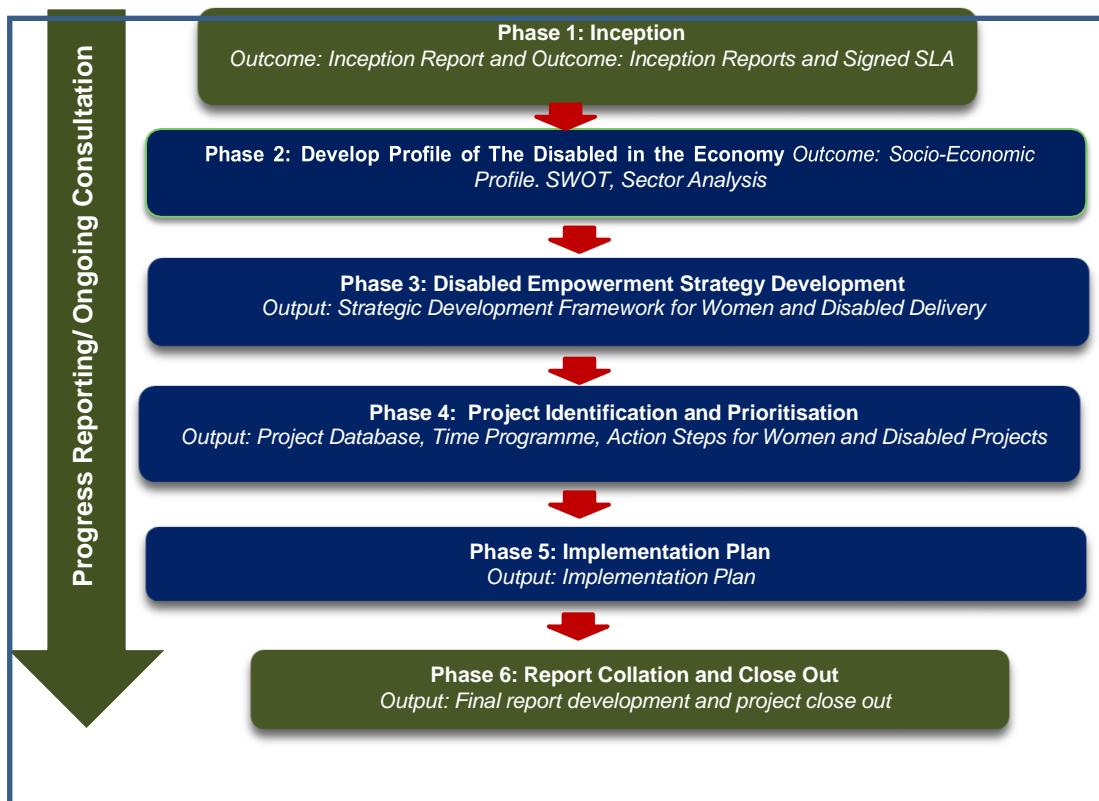 Progress Reporting/ Ongoing Consultation
Phase 1: Inception
Outcome: Inception Report and Outcome: Inception Reports and Signed SLA
Phase 2: Develop Profile of The Disabled in the Economy Outcome: Socio-Economic
Profile. SWOT, Sector Analysis
Phase 3: Disabled Empowerment Strategy Development
Output: Strategic Development Framework for Women and Disabled Delivery
Phase 4: Project Identification and Prioritisation
Output: Project Database, Time Programme, Action Steps for Women and Disabled Projects
Phase 5: Implementation Plan
Output: Implementation Plan
Phase 6: Report Collation and Close Out
Output: Final report development and project close out